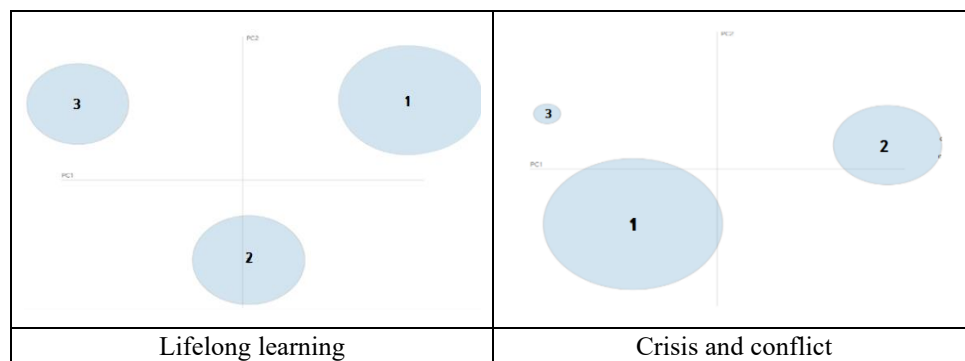 PC2
3
1
PC1
2
Lifelong learning
PC2
3
2
PC1
1
Crisis and conflict